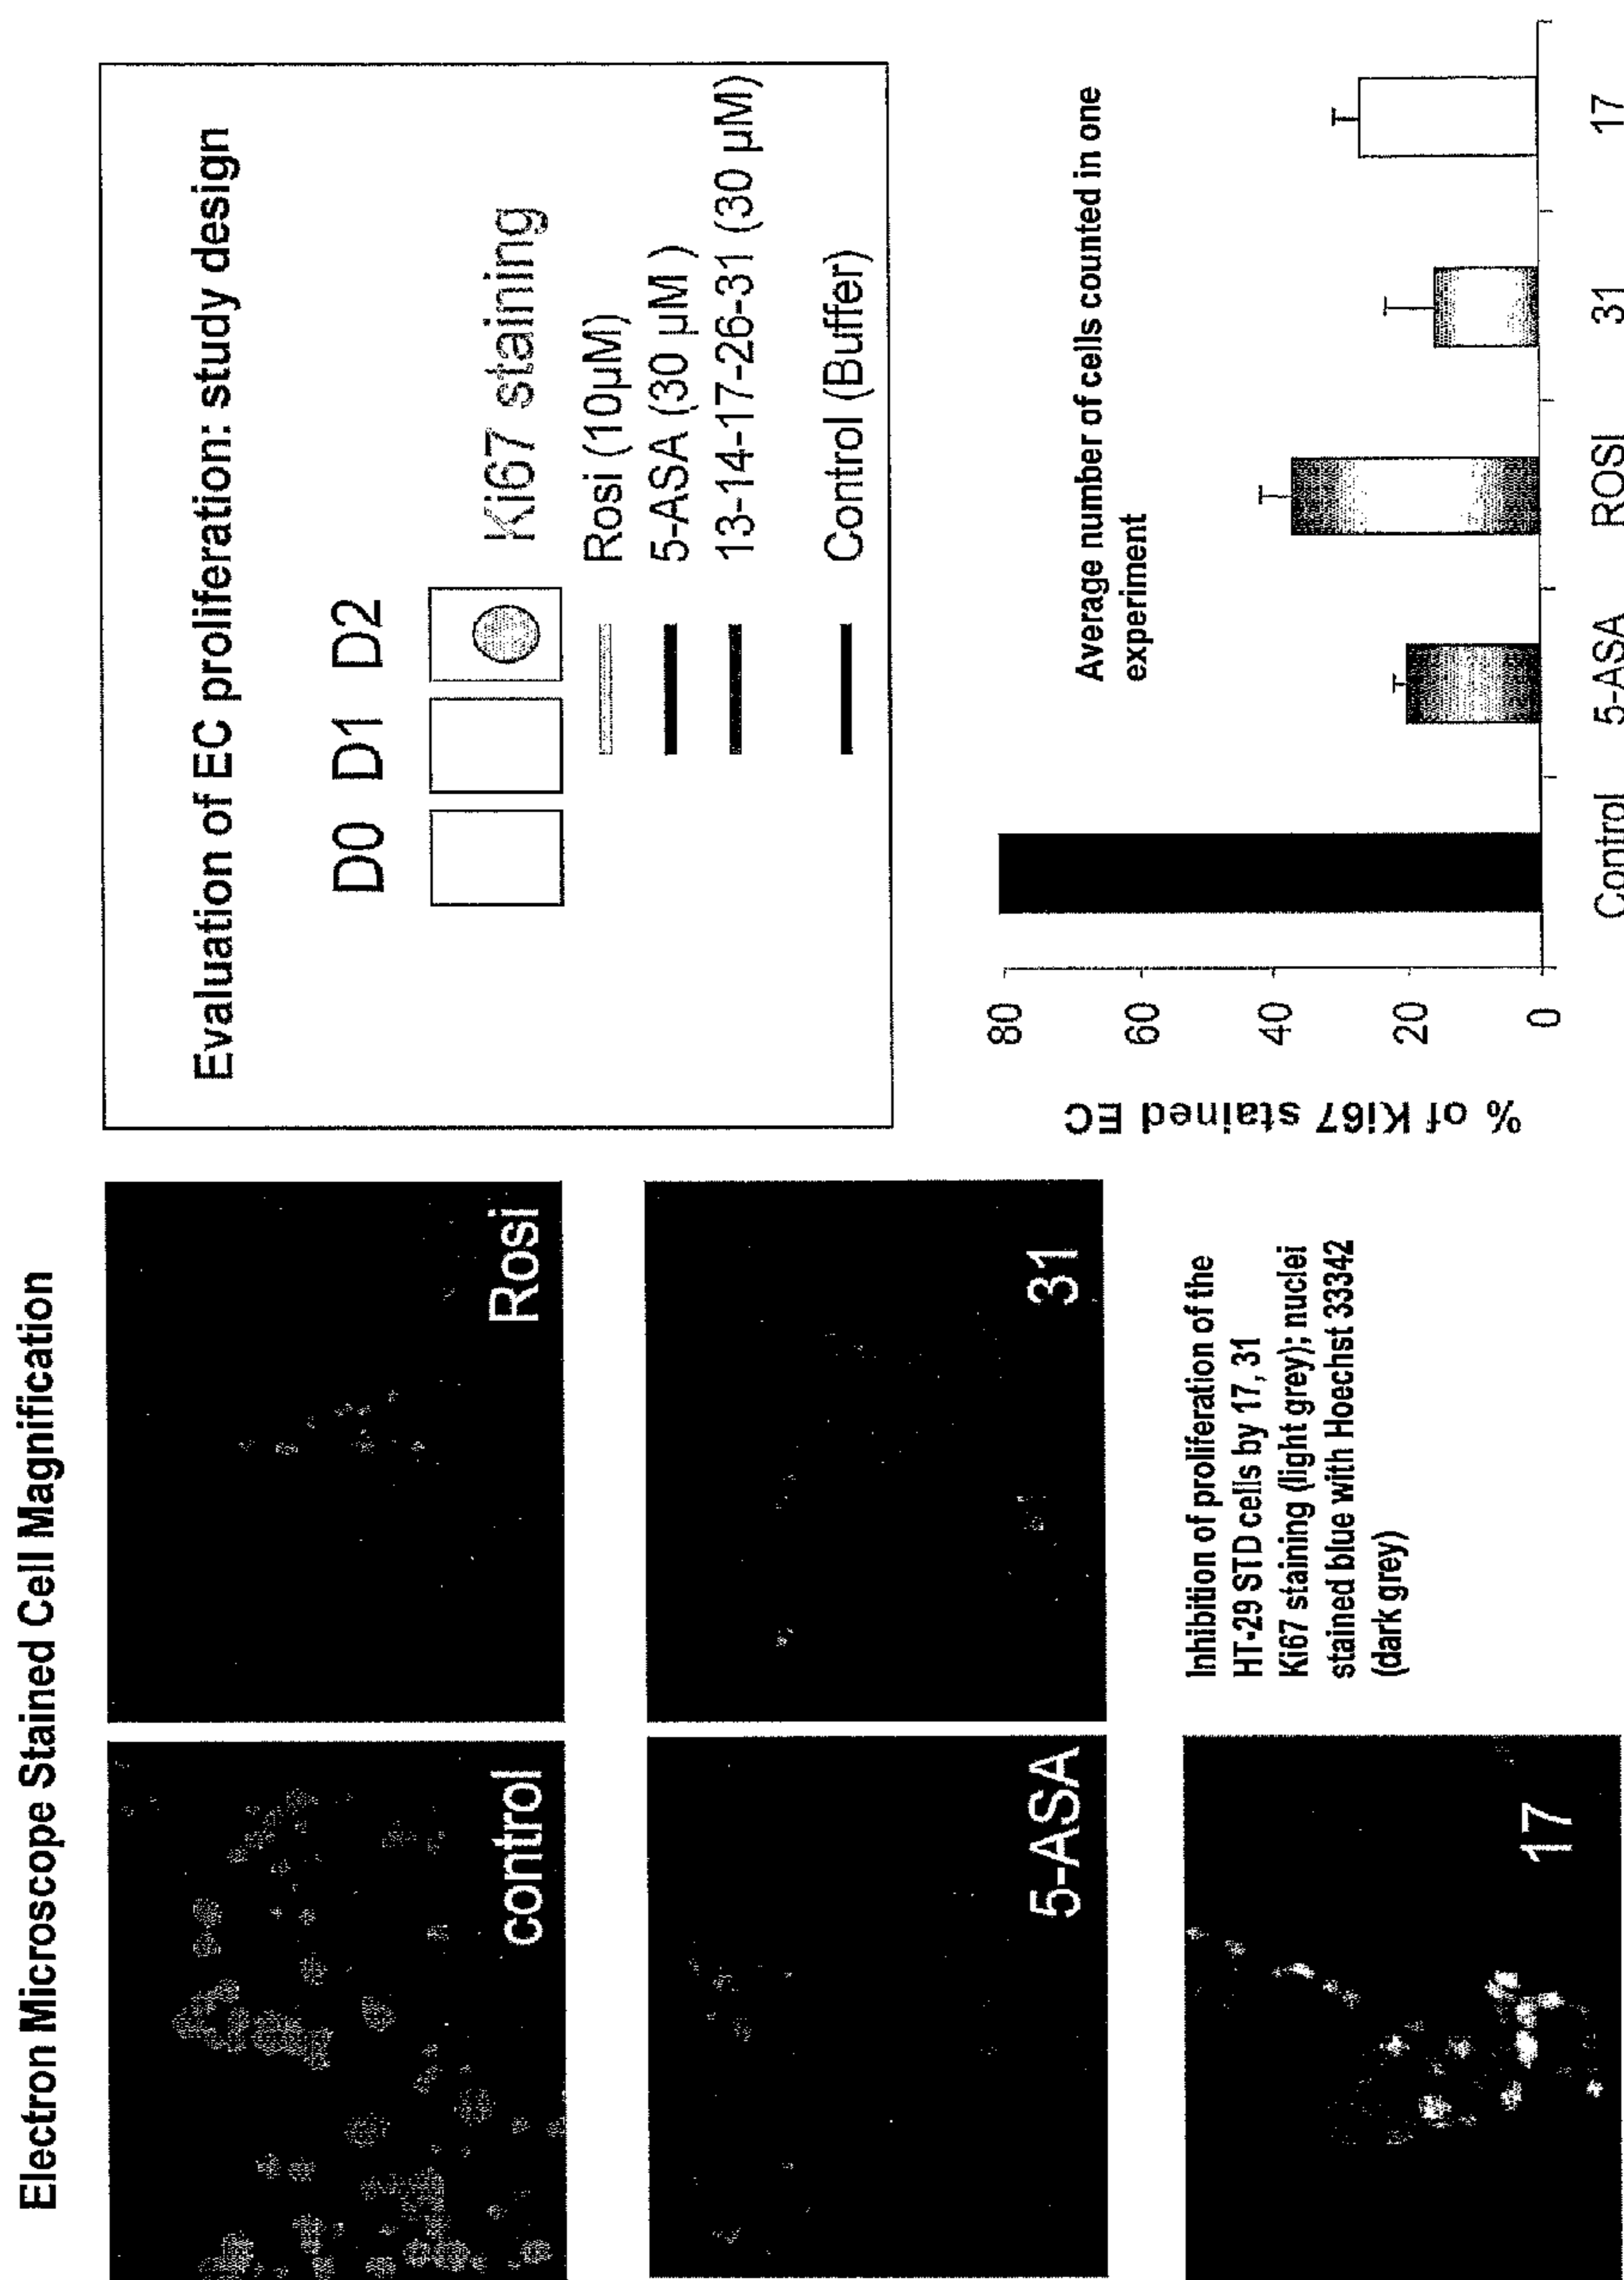 Electron Microscope Stained Cell Magnification
control
Rosi
5-ASA
31
17
Inhibition of proliferation of the
HT-29 STD cells by 17, 31
Ki67 staining (light grey); nuclei
stained blue with Hoechst 33342
(dark grey)
Evaluation of EC proliferation: study design
D0 D1 D2
Ki67 staining
Rosi (10µM)
5-ASA (30 µM )
13-14-17-26-31 (30 µM)
Control (Buffer)
Average number of cells counted in one
experiment
% of Ki67 stained EC
80
60
40
20
0
Control 5-ASA ROSI 31 17